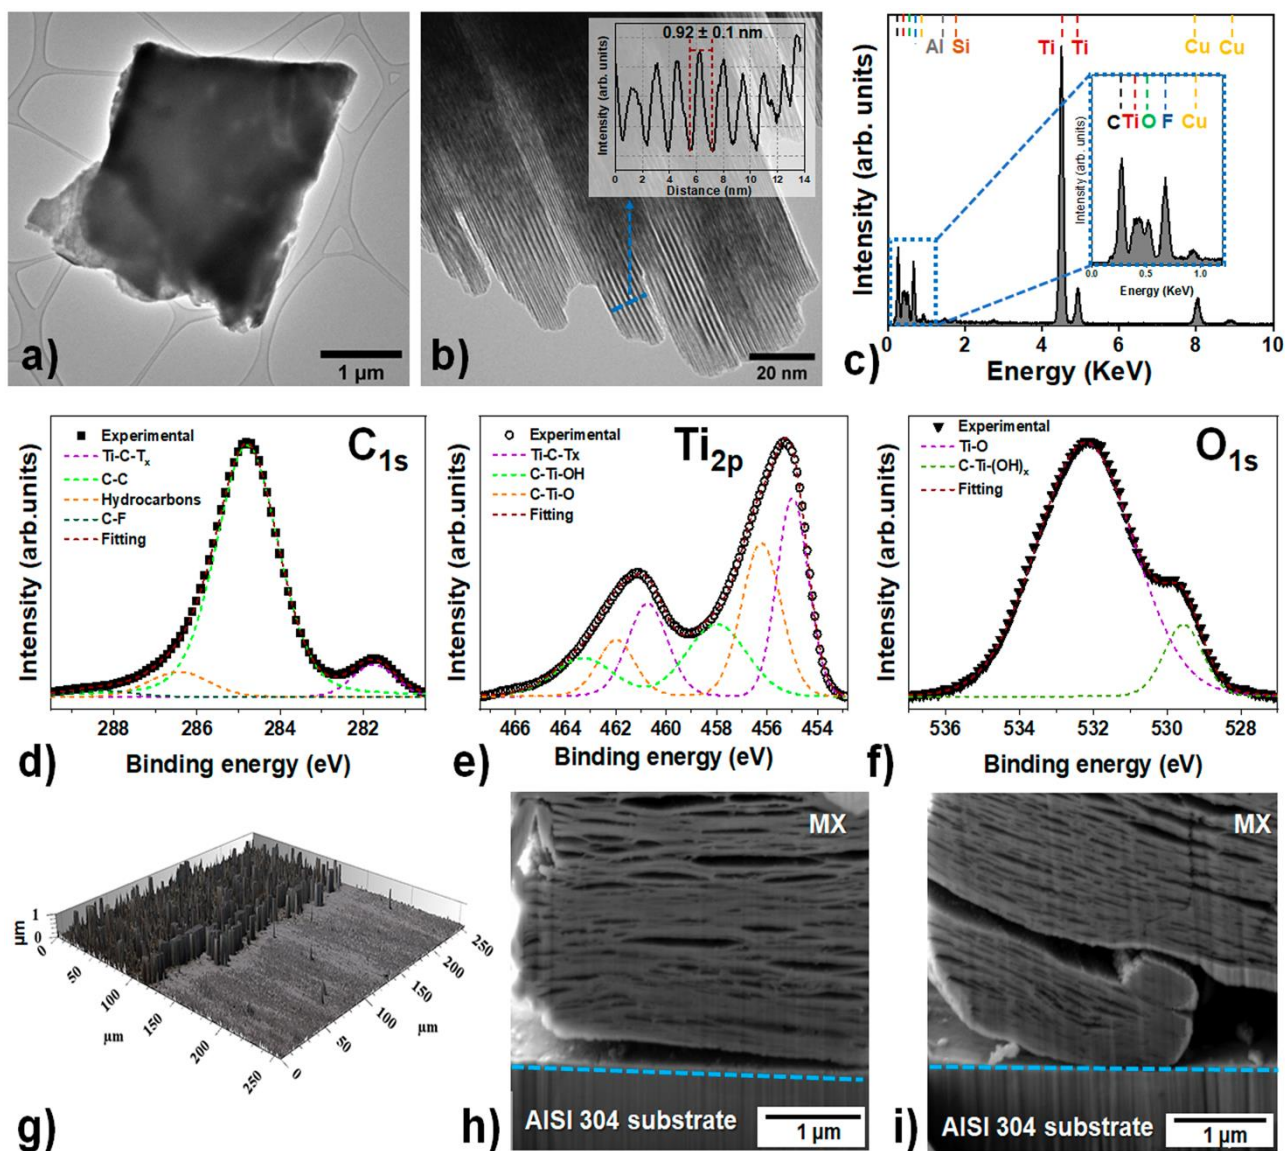 a)
1 µm
b)
20 nm
0.92 ± 0.1 nm
Intensity (arb. units)
0 2 4 6 8 10 12 14
Distance (nm)
c)
Intensity (arb. units)
Al Si Ti Ti Cu Cu
C Ti O F Cu
Intensity (arb. units)
0.0 0.5 1.0
Energy (KeV)
0 2 4 6 8 10
Energy (KeV)
d)
C1s
Experimental
Ti-C-Tx
C-C
Hydrocarbons
C-F
Fitting
Intensity (arb.units)
288 286 284 282
Binding energy (eV)
e)
Ti2p
Experimental
Ti-C-Tx
C-Ti-OH
C-Ti-O
Fitting
Intensity (arb.units)
466 464 462 460 458 456 454
Binding energy (eV)
f)
O1s
Experimental
Ti-O
C-Ti-(OH)x
Fitting
Intensity (arb.units)
536 534 532 530 528
Binding energy (eV)
g)
µm
1
0
0 50 100 150 200 250
µm
0 50 100 150 200 250
µm
h)
MX
AISI 304 substrate
1 µm
i)
MX
AISI 304 substrate
1 µm